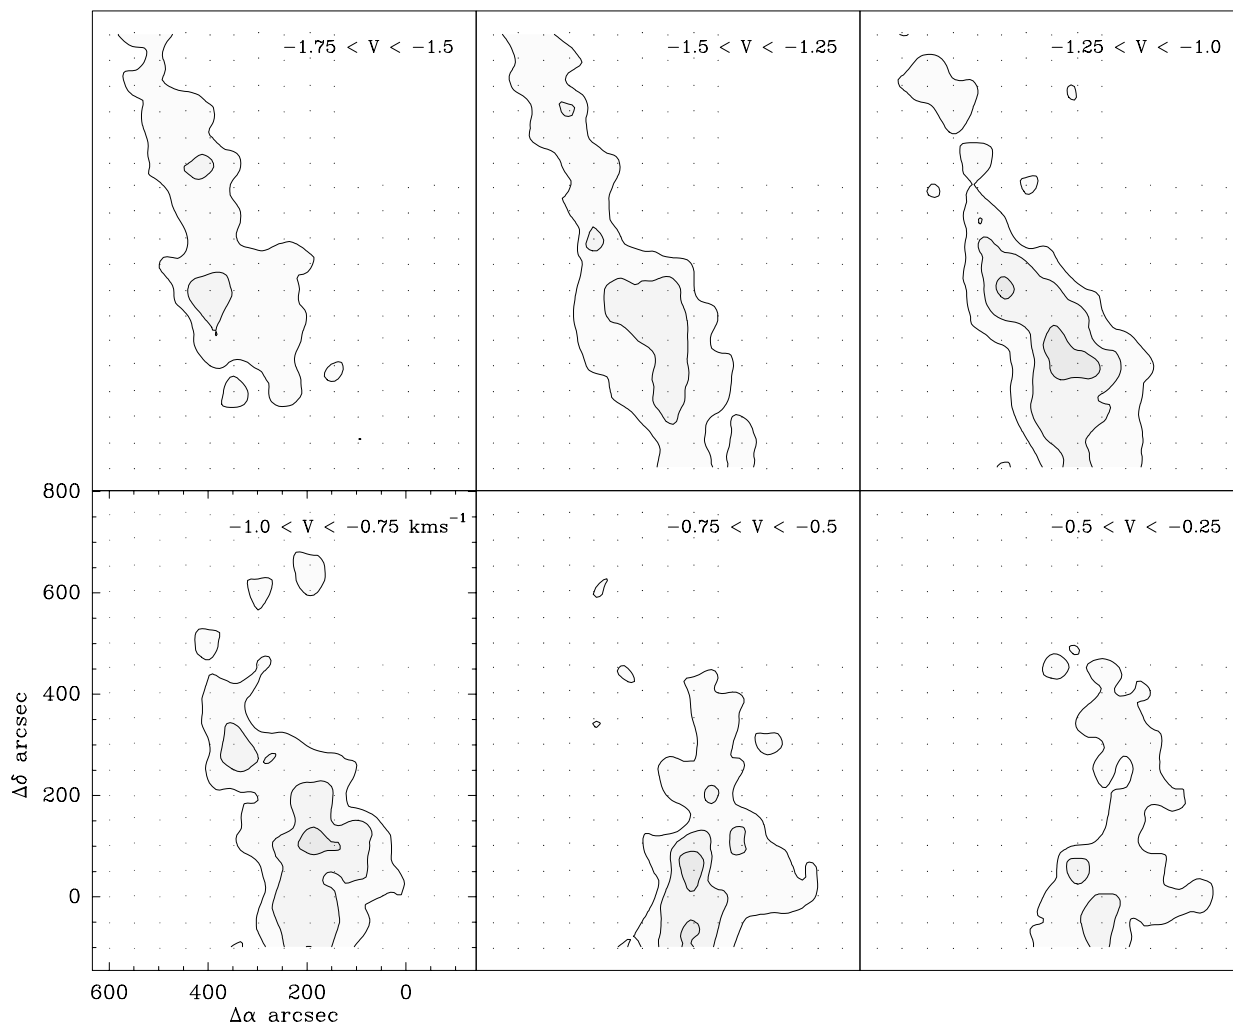 −1.75 < V < −1.5
−1.5 < V < −1.25
−1.25 < V < −1.0
−1.0 < V < −0.75 kms⁻¹
−0.75 < V < −0.5
−0.5 < V < −0.25
800
600
400
200
0
Δδ arcsec
600 400 200 0
Δα arcsec